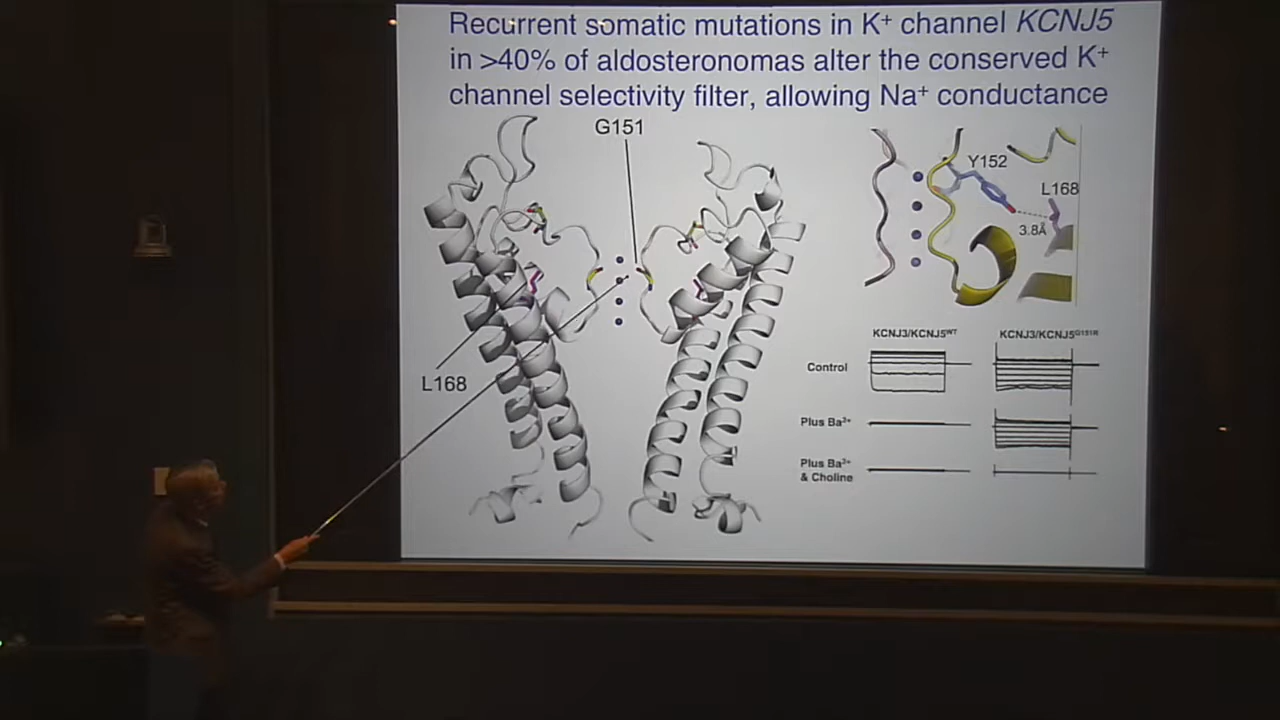 Recurrent somatic mutations in K⁺ channel KCNJ5
in >40% of aldosteronomas alter the conserved K⁺
channel selectivity filter, allowing Na⁺ conductance
G151
L168
Y152
L168
3.8Å
KCNJ3/KCNJ5ᵂᵀ
KCNJ3/KCNJ5ᴳ¹⁵¹ᴿ
Control
Plus Ba²⁺
Plus Ba²⁺
& Choline